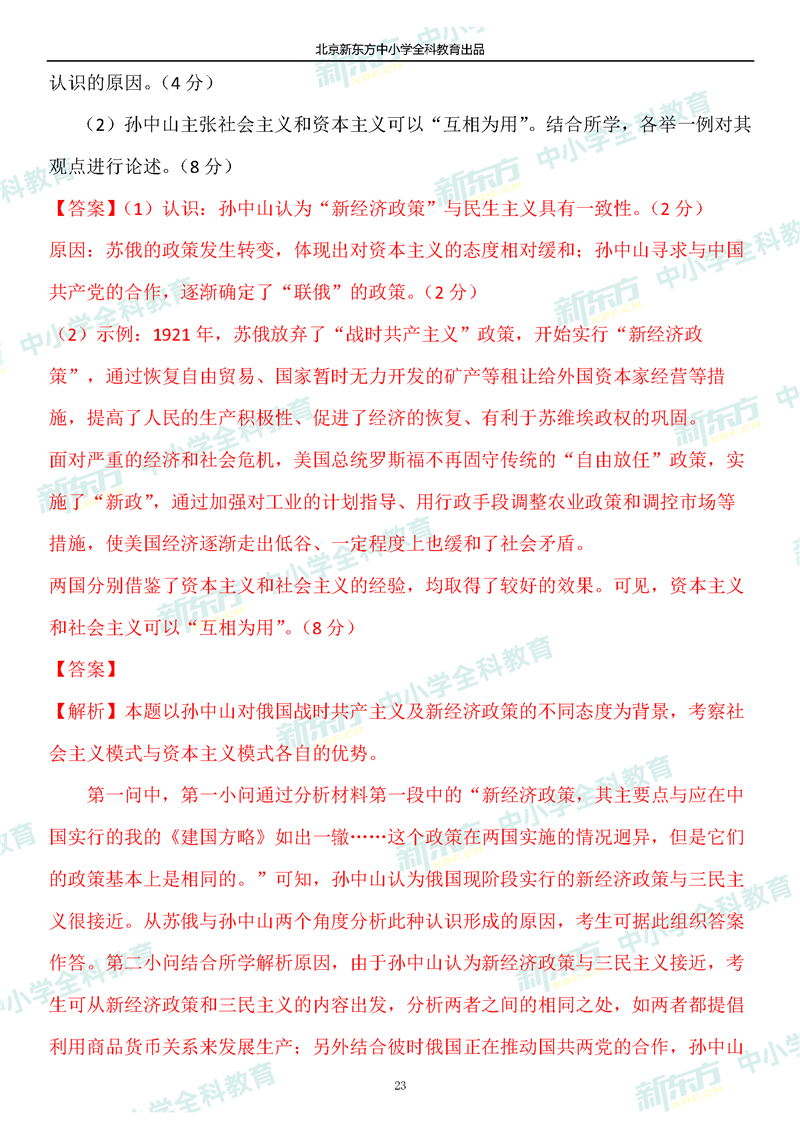 北京新东方中小学全科教育出品
认识的原因。（4 分）
（2）孙中山主张社会主义和资本主义可以“互相为用”。结合所学，各举一例对其
观点进行论述。（8 分）
【答案】（1）认识：孙中山认为“新经济政策”与民生主义具有一致性。（2 分）
原因：苏俄的政策发生转变，体现出对资本主义的态度相对缓和；孙中山寻求与中国
共产党的合作，逐渐确定了“联俄”的政策。（2 分）
（2）示例：1921 年，苏俄放弃了“战时共产主义”政策，开始实行“新经济政
策”，通过恢复自由贸易、国家暂时无力开发的矿产等租让给外国资本家经营等措
施，提高了人民的生产积极性、促进了经济的恢复、有利于苏维埃政权的巩固。
面对严重的经济和社会危机，美国总统罗斯福不再固守传统的“自由放任”政策，实
施了“新政”，通过加强对工业的计划指导、用行政手段调整农业政策和调控市场等
措施，使美国经济逐渐走出低谷、一定程度上也缓和了社会矛盾。
两国分别借鉴了资本主义和社会主义的经验，均取得了较好的效果。可见，资本主义
和社会主义可以“互相为用”。（8 分）
【答案】
【解析】本题以孙中山对俄国战时共产主义及新经济政策的不同态度为背景，考察社
会主义模式与资本主义模式各自的优势。
第一问中，第一小问通过分析材料第一段中的“新经济政策，其主要点与应在中
国实行的我的《建国方略》如出一辙……这个政策在两国实施的情况迥异，但是它们
的政策基本上是相同的。”可知，孙中山认为俄国现阶段实行的新经济政策与三民主
义很接近。从苏俄与孙中山两个角度分析此种认识形成的原因，考生可据此组织答案
作答。第二小问结合所学解析原因，由于孙中山认为新经济政策与三民主义接近，考
生可从新经济政策和三民主义的内容出发，分析两者之间的相同之处，如两者都提倡
利用商品货币关系来发展生产；另外结合彼时俄国正在推动国共两党的合作，孙中山
23
新东方 XDF.CN 中小学全科教育